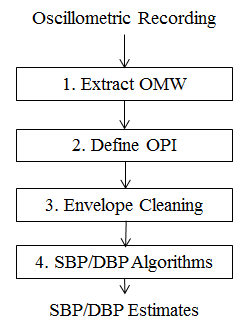 Oscillometric Recording
1. Extract OMW
2. Define OPI
3. Envelope Cleaning
4. SBP/DBP Algorithms
SBP/DBP Estimates